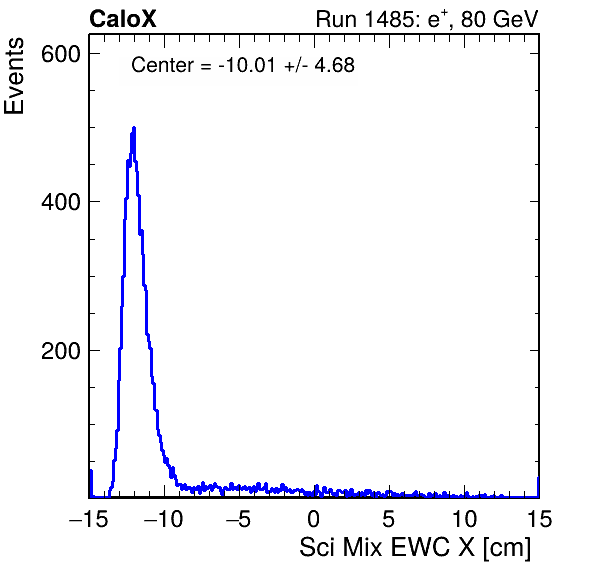 CaloX Run 1485: e⁺, 80 GeV
Center = -10.01 +/- 4.68
Events
600
400
200
−15 −10 −5 0 5 10 15
Sci Mix EWC X [cm]